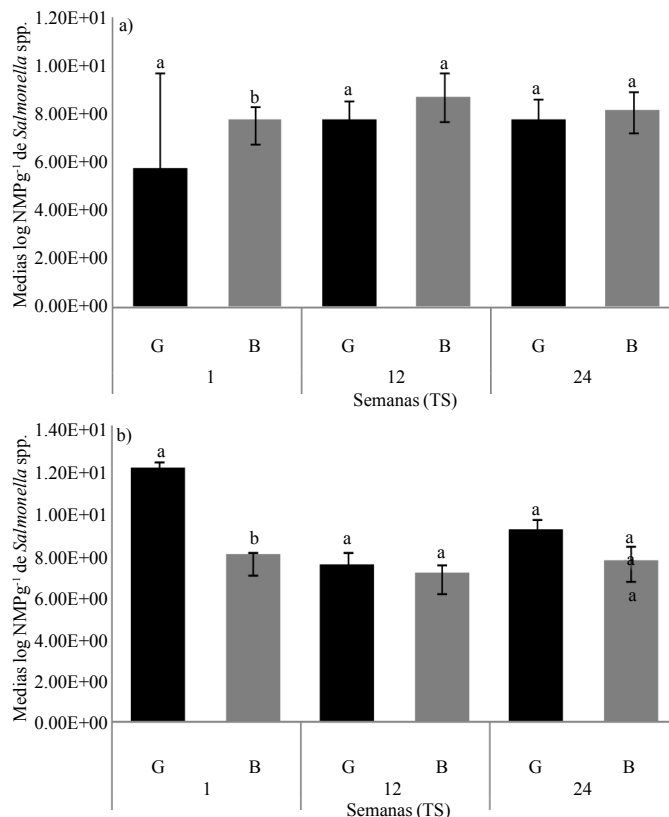 Medias log NMPg⁻¹ de Salmonella spp.
a)
1.20E+01
1.00E+01
8.00E+00
6.00E+00
4.00E+00
2.00E+00
0.00E+00
a
b
a
a
a
a
G B G B G B
1 12 24
Semanas (TS)
Medias log NMPg⁻¹ de Salmonella spp.
b)
1.40E+01
1.20E+01
1.00E+01
8.00E+00
6.00E+00
4.00E+00
2.00E+00
0.00E+00
a
b
a
a
a
a
a
a
G B G B G B
1 12 24
Semanas (TS)